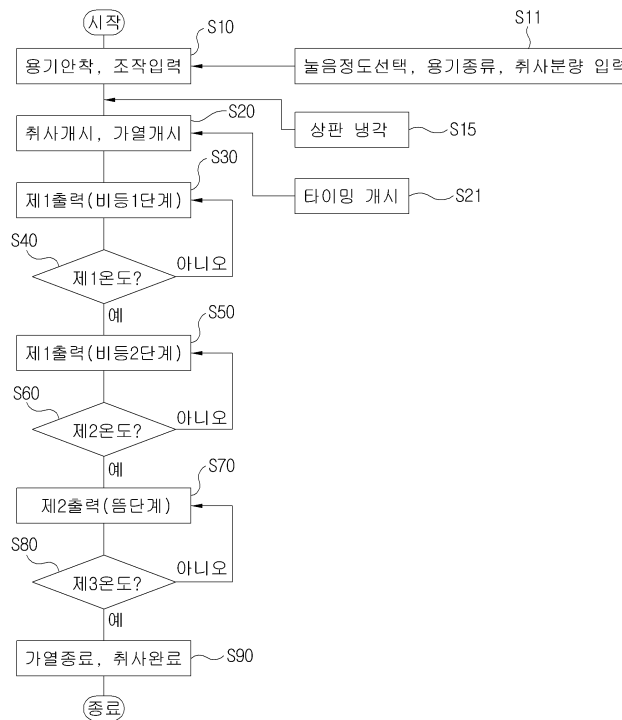 시작
S10
S11
용기안착, 조작입력
눌음정도선택, 용기종류, 취사분량 입력
S20
취사개시, 가열개시
상판 냉각
S15
S30
제1출력(비등1단계)
타이밍 개시
S21
S40
제1온도?
아니오
예
S50
제1출력(비등2단계)
S60
제2온도?
아니오
예
S70
제2출력(뜸단계)
S80
제3온도?
아니오
예
가열종료, 취사완료
S90
종료